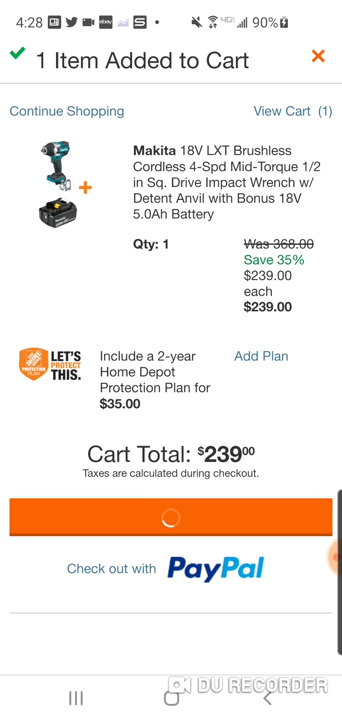 4:28
90%
1 Item Added to Cart
Continue Shopping
View Cart (1)
Makita 18V LXT Brushless
Cordless 4-Spd Mid-Torque 1/2
in Sq. Drive Impact Wrench w/
Detent Anvil with Bonus 18V
5.0Ah Battery
Qty: 1
Was 368.00
Save 35%
$239.00
each
$239.00
LET'S
PROTECT
THIS.
Include a 2-year
Home Depot
Protection Plan for
$35.00
Add Plan
Cart Total: $239⁰⁰
Taxes are calculated during checkout.
Check out with PayPal
DU RECORDER